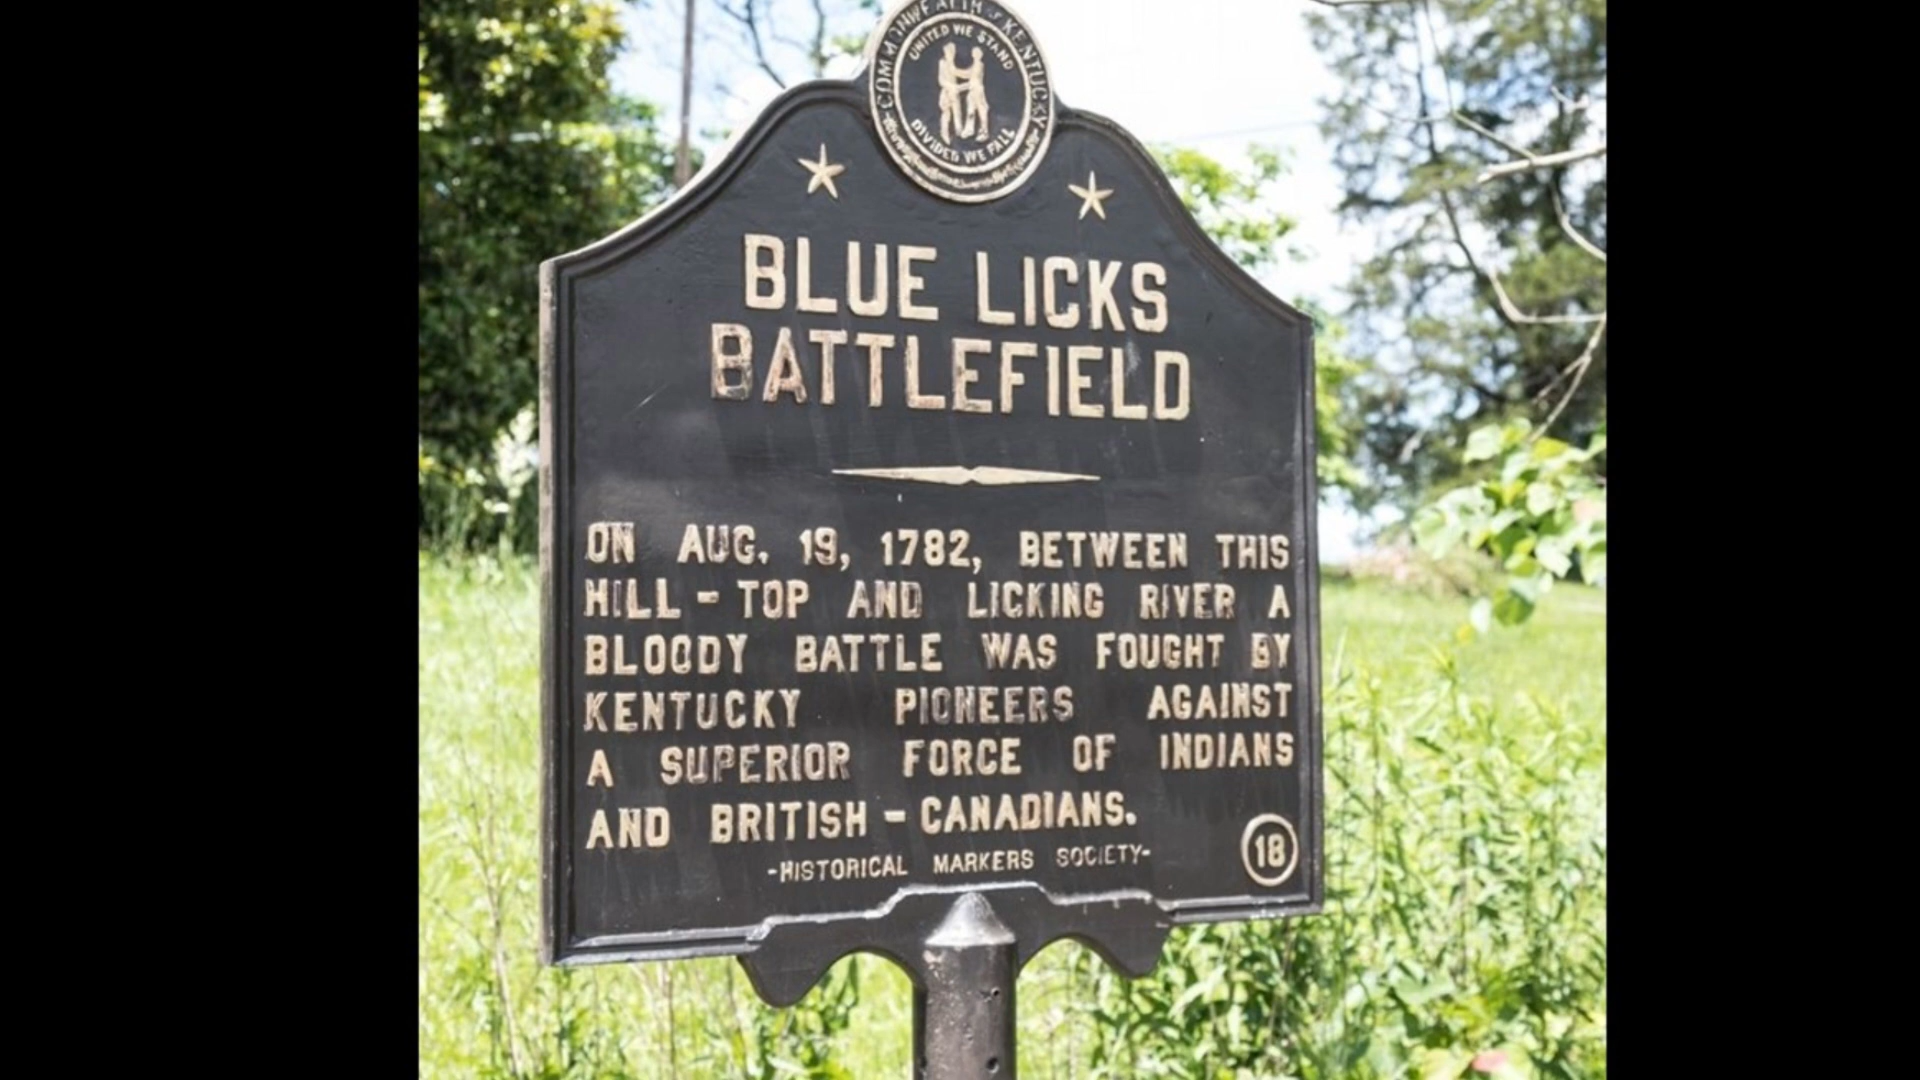 COMMONWEALTH OF KENTUCKY
UNITED WE STAND
DIVIDED WE FALL
BLUE LICKS
BATTLEFIELD
ON AUG. 19, 1782, BETWEEN THIS
HILL-TOP AND LICKING RIVER A
BLOODY BATTLE WAS FOUGHT BY
KENTUCKY PIONEERS AGAINST
A SUPERIOR FORCE OF INDIANS
AND BRITISH-CANADIANS.
-HISTORICAL MARKERS SOCIETY-
18